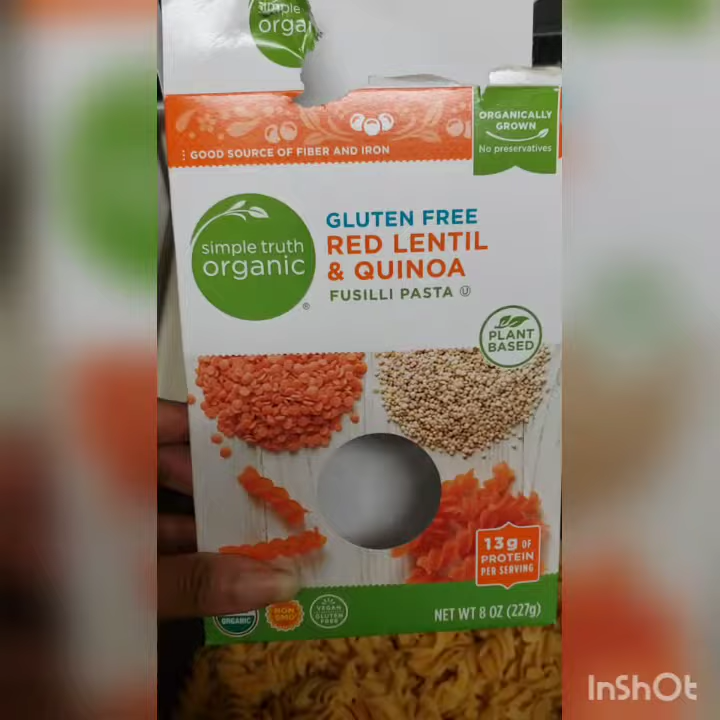 simple
orga
GOOD SOURCE OF FIBER AND IRON
ORGANICALLY
GROWN
No preservatives
simple truth
organic®
GLUTEN FREE
RED LENTIL
& QUINOA
FUSILLI PASTA Ⓤ
PLANT
BASED
13g OF
PROTEIN
PER SERVING
ORGANIC
NON
GMO
VEGAN
GLUTEN
FREE
NET WT 8 OZ (227g)
InShOt